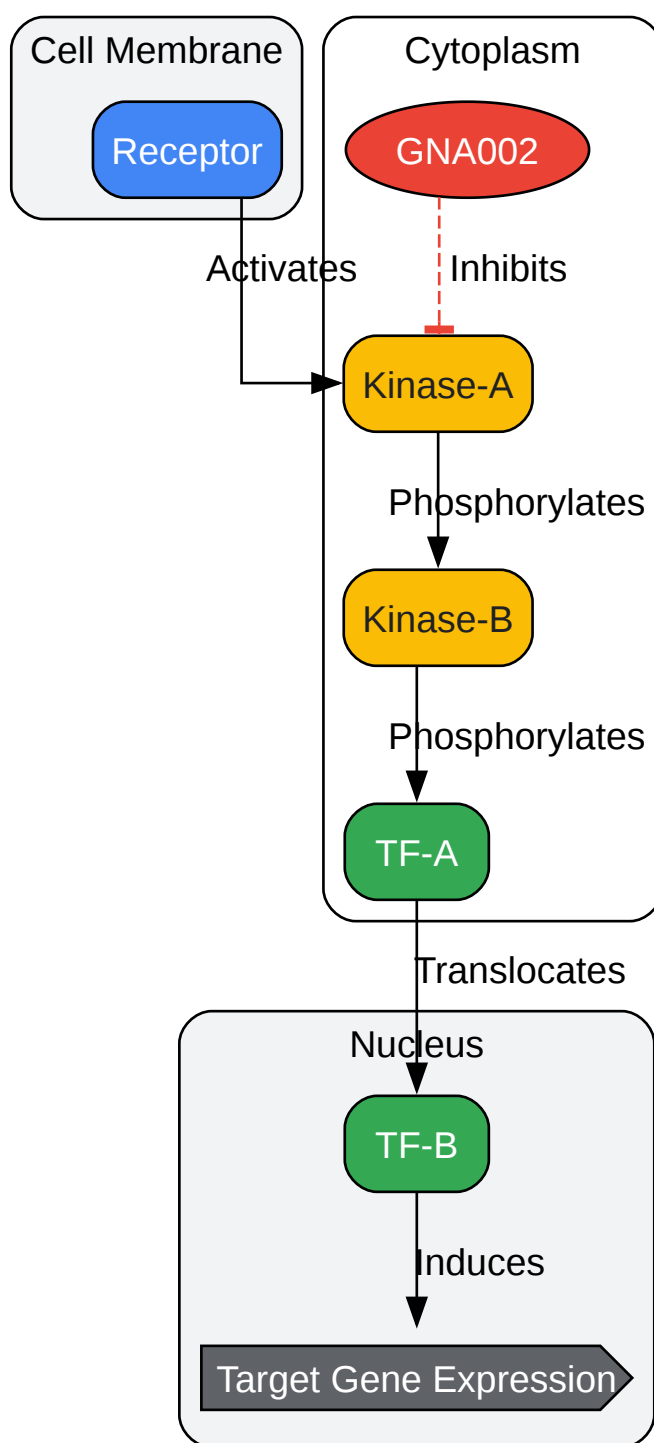 Cell Membrane
Cytoplasm
Receptor
GNA002
Activates
Inhibits
Kinase-A
Phosphorylates
Kinase-B
Phosphorylates
TF-A
Translocates
Nucleus
TF-B
Induces
Target Gene Expression